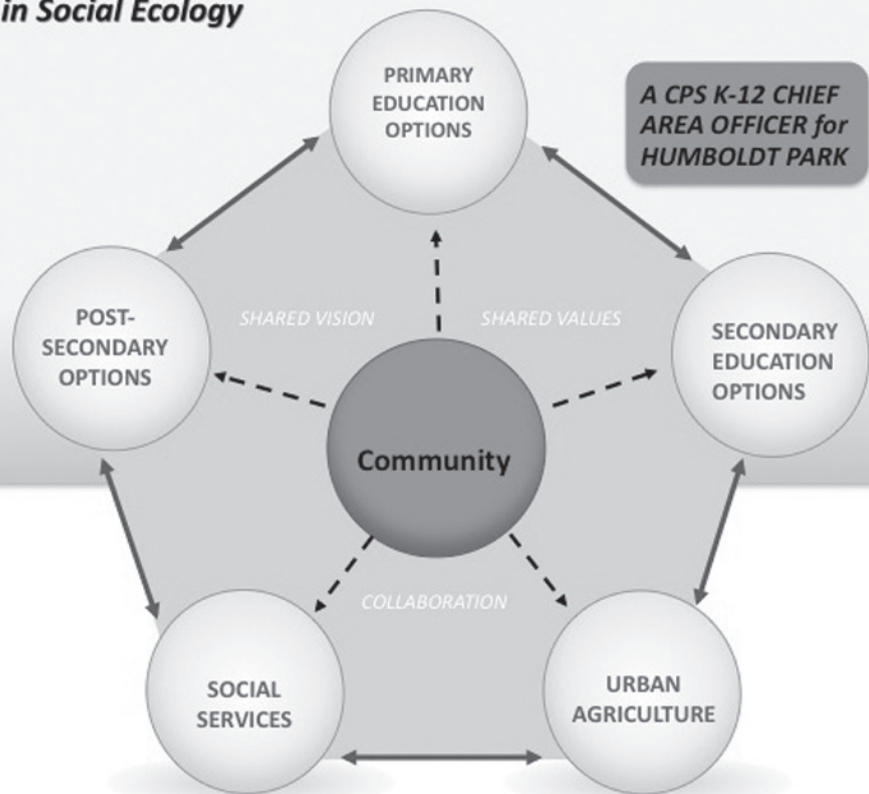 in Social Ecology
PRIMARY
EDUCATION
OPTIONS
A CPS K-12 CHIEF
AREA OFFICER for
HUMBOLDT PARK
POST-
SECONDARY
OPTIONS
SHARED VISION
SHARED VALUES
SECONDARY
EDUCATION
OPTIONS
Community
COLLABORATION
SOCIAL
SERVICES
URBAN
AGRICULTURE